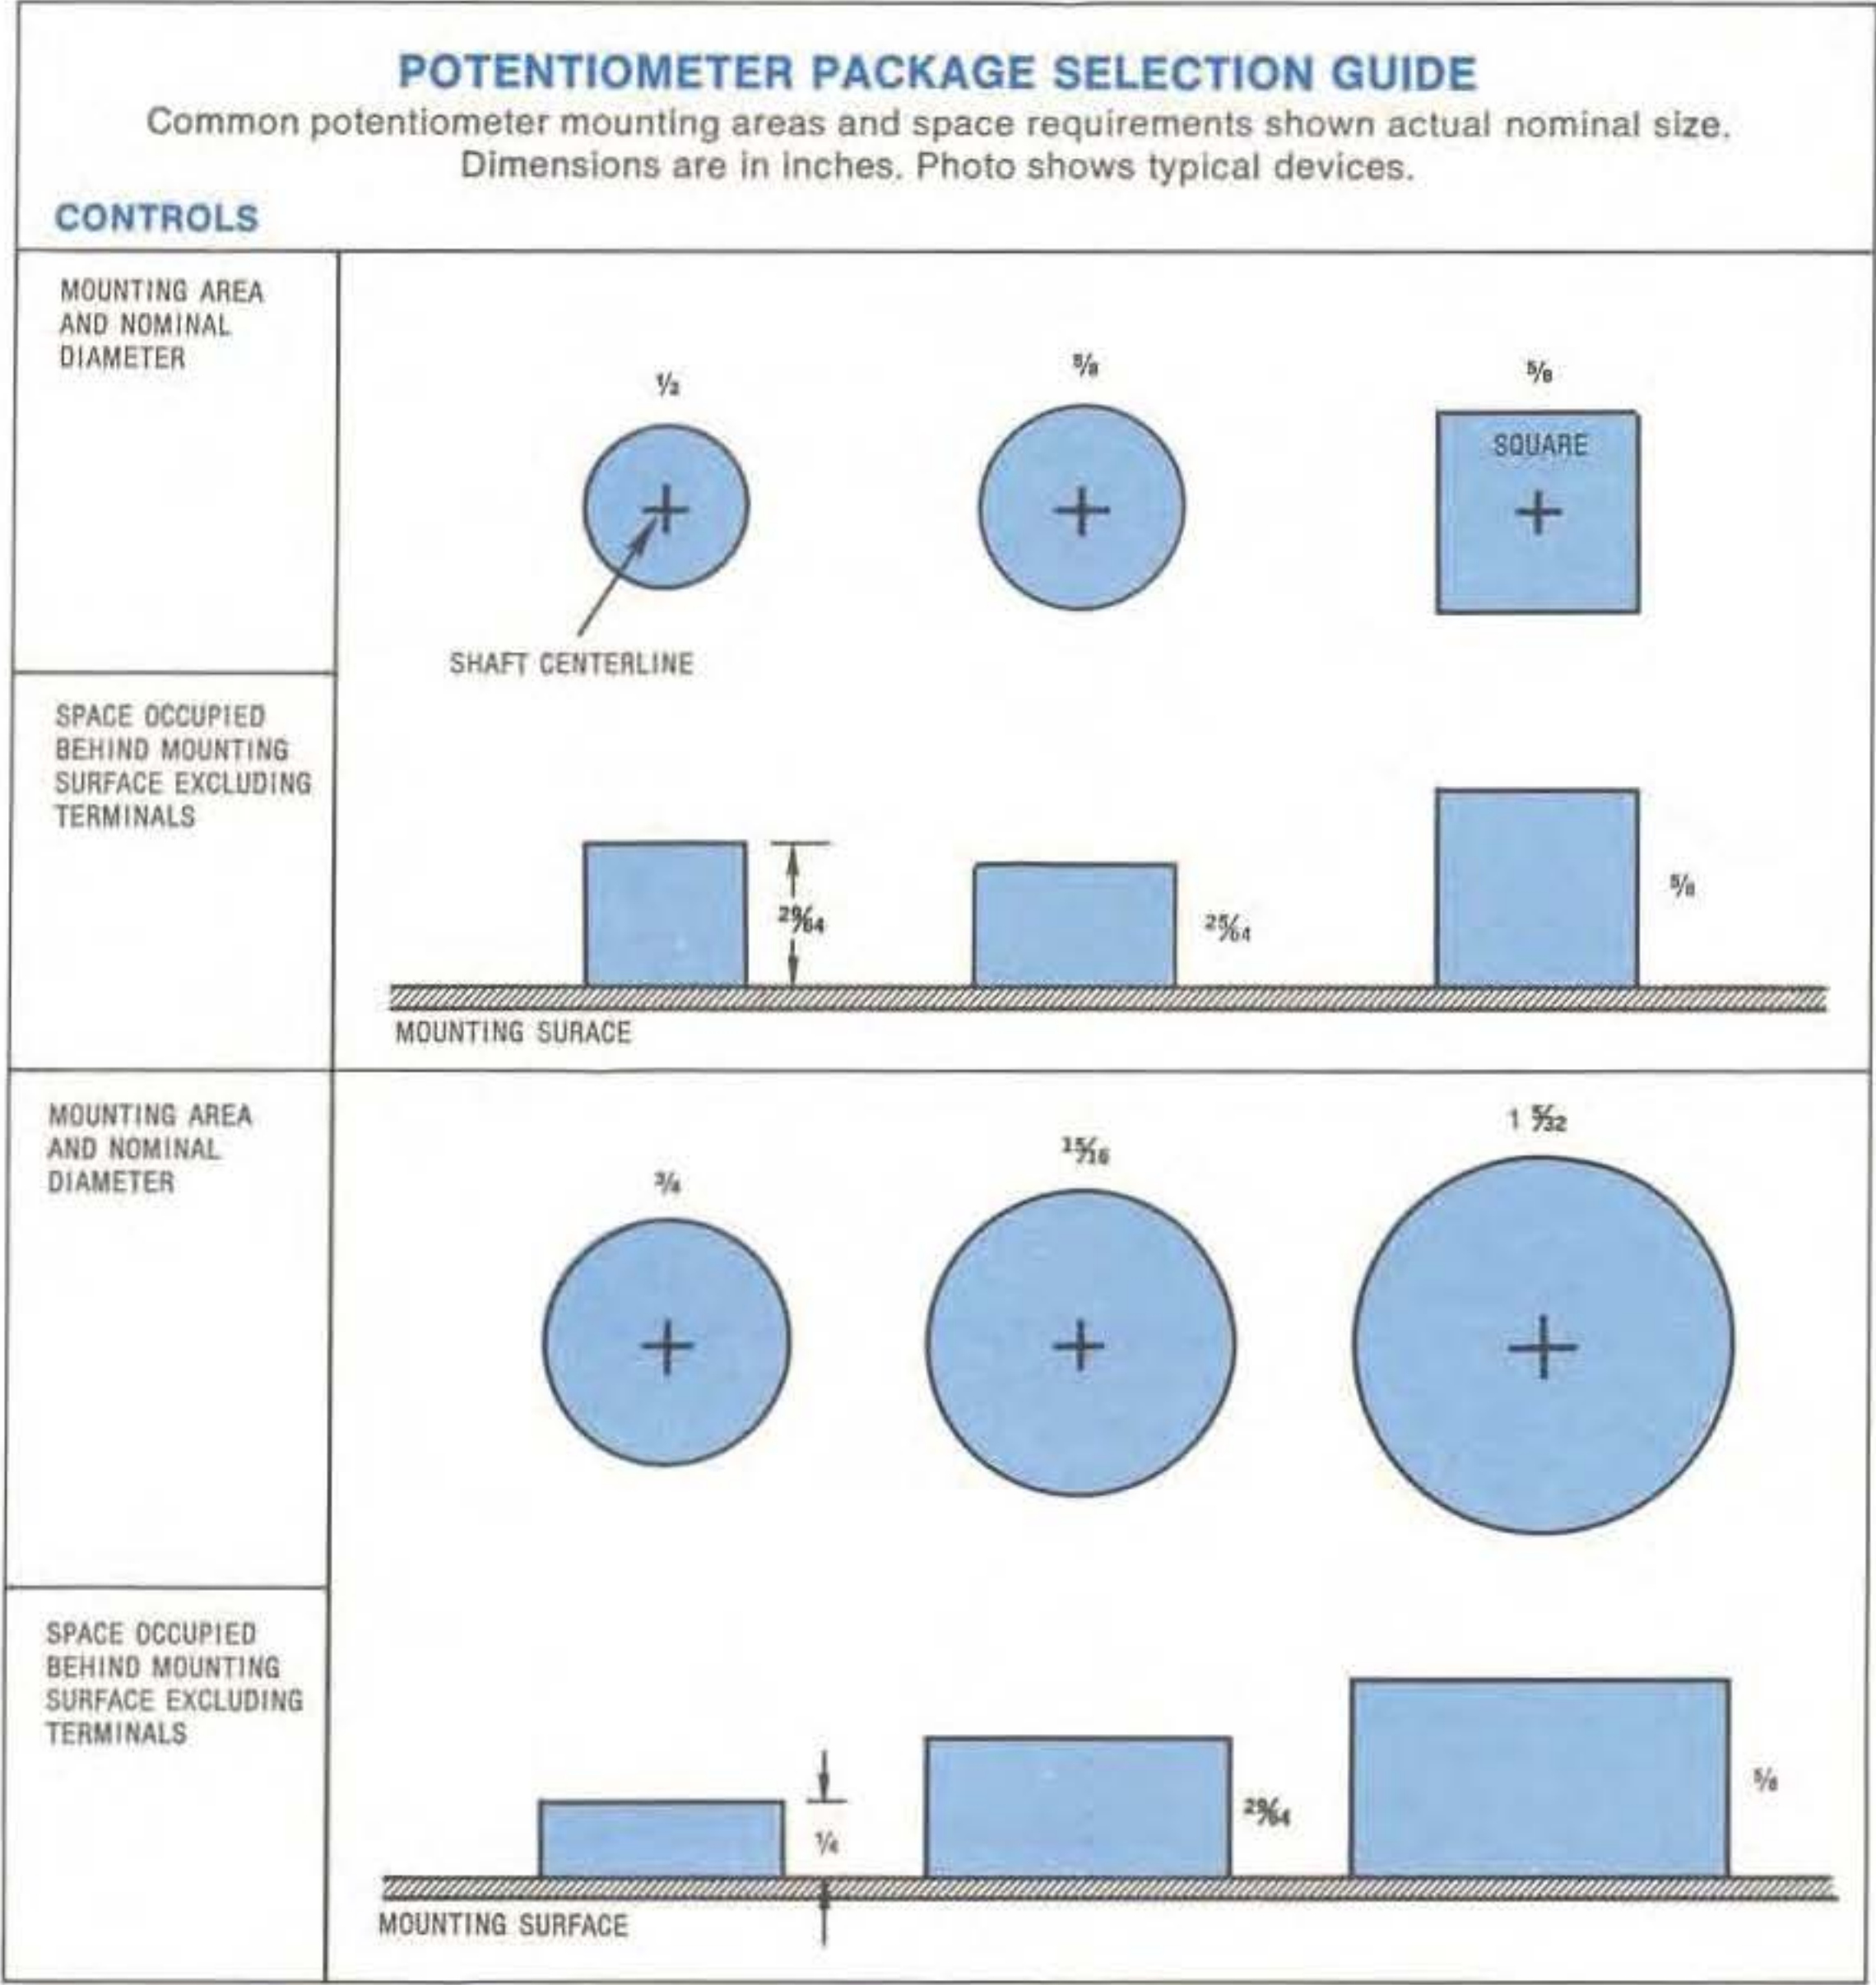 POTENTIOMETER PACKAGE SELECTION GUIDE
Common potentiometer mounting areas and space requirements shown actual nominal size.
Dimensions are in inches. Photo shows typical devices.
CONTROLS
MOUNTING AREA
AND NOMINAL
DIAMETER
1/2
5/8
5/8
SQUARE
SHAFT CENTERLINE
SPACE OCCUPIED
BEHIND MOUNTING
SURFACE EXCLUDING
TERMINALS
29/64
25/64
5/8
MOUNTING SURACE
MOUNTING AREA
AND NOMINAL
DIAMETER
3/4
15/16
1 5/32
SPACE OCCUPIED
BEHIND MOUNTING
SURFACE EXCLUDING
TERMINALS
1/4
29/64
5/8
MOUNTING SURFACE